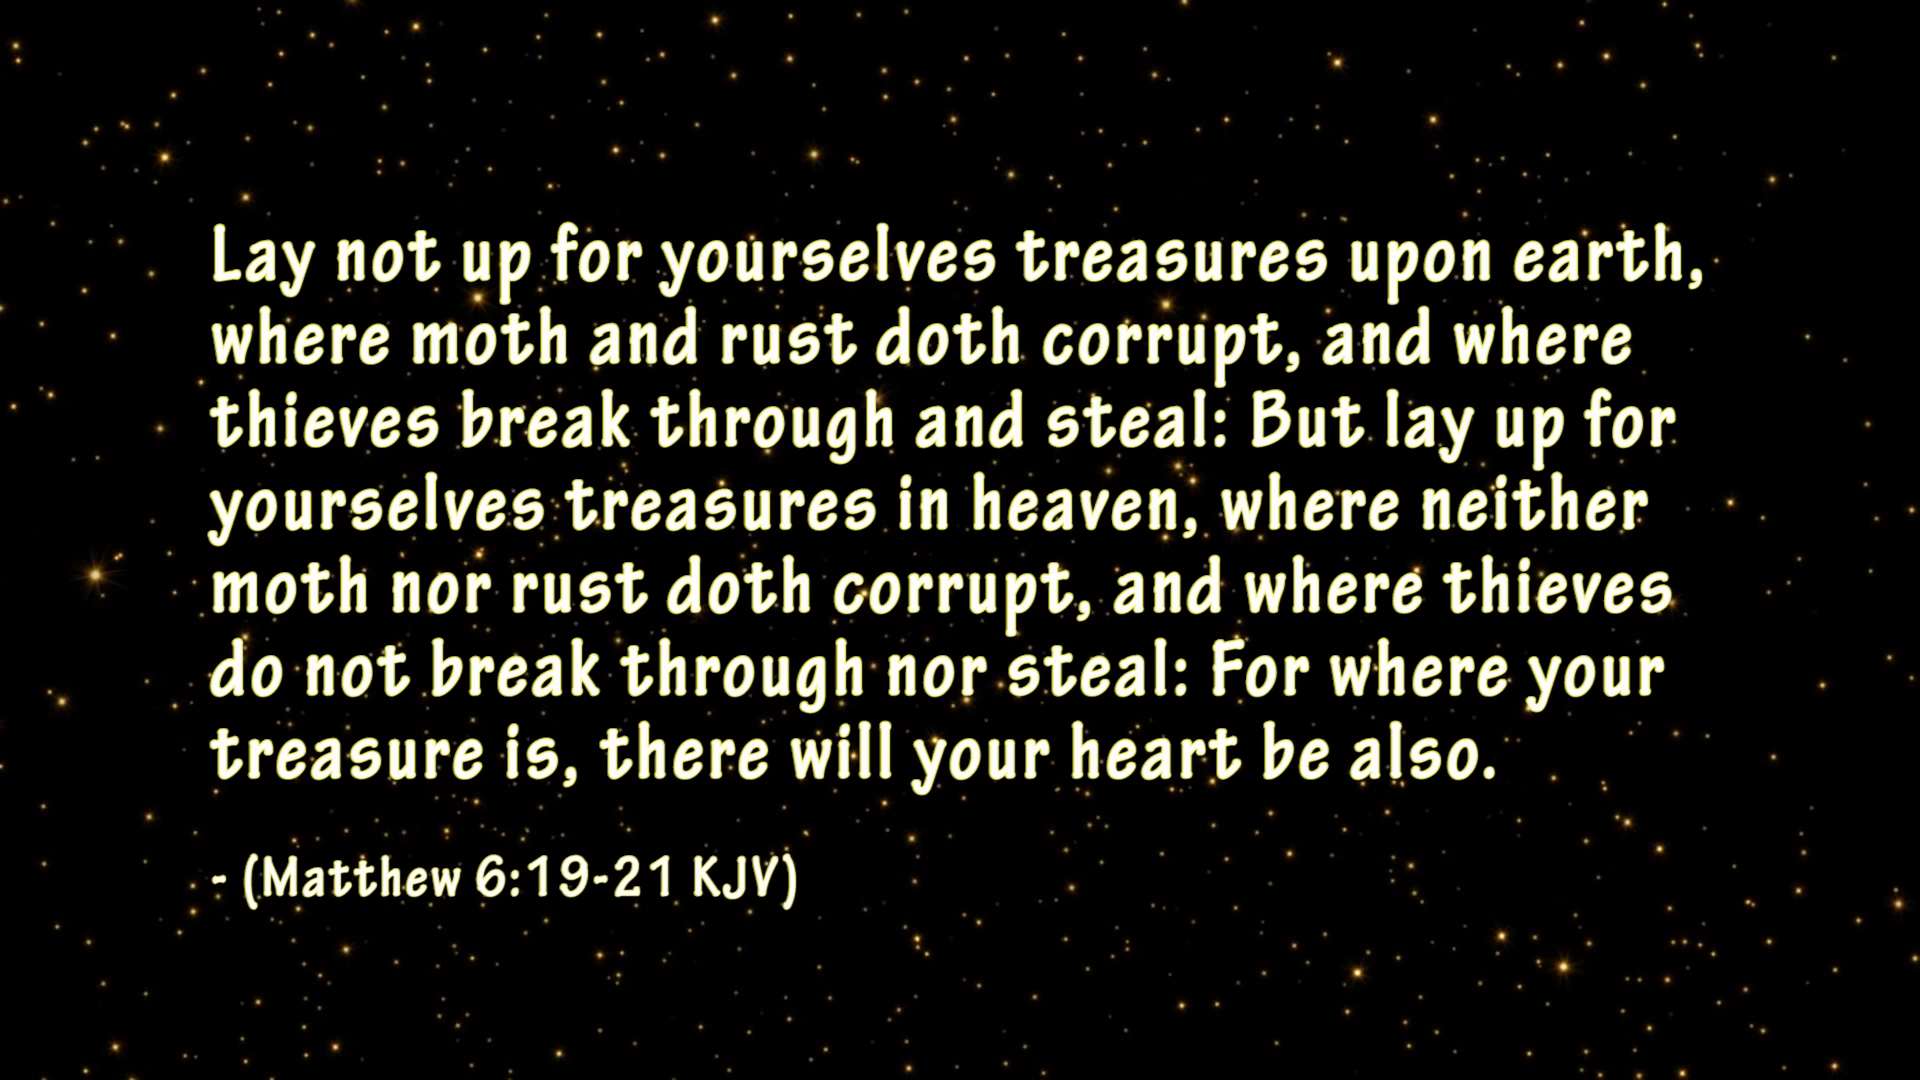 Lay not up for yourselves treasures upon earth,
where moth and rust doth corrupt, and where
thieves break through and steal: But lay up for
yourselves treasures in heaven, where neither
moth nor rust doth corrupt, and where thieves
do not break through nor steal: For where your
treasure is, there will your heart be also.
- (Matthew 6:19-21 KJV)